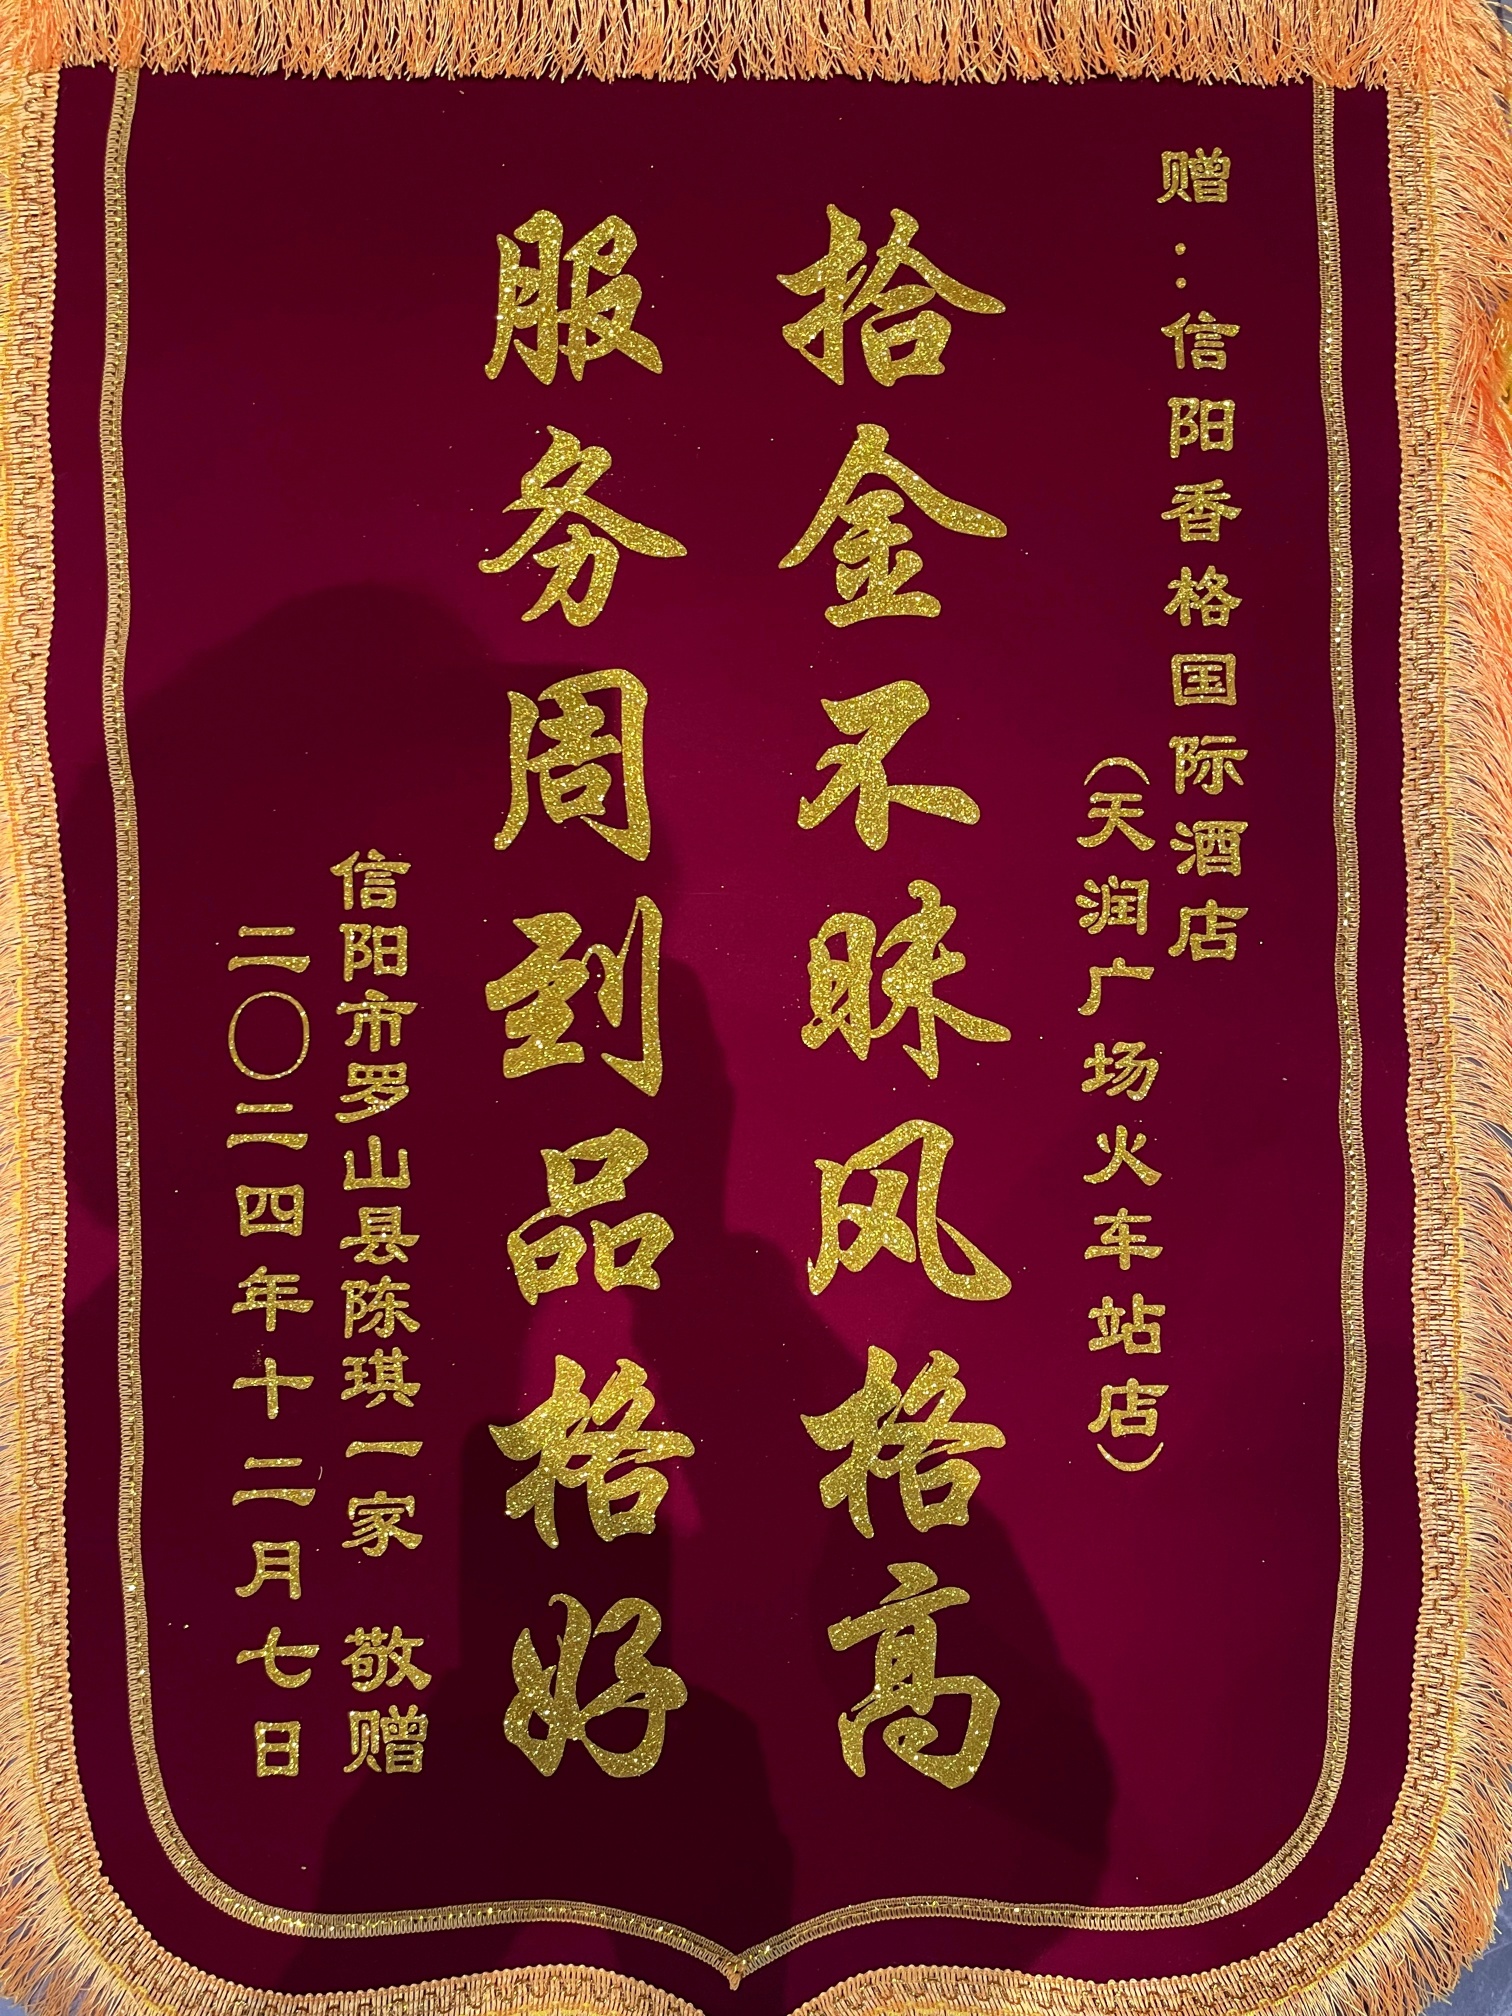 赠:信阳香格国际酒店
(天润广场火车站店)
拾金不昧风格高
服务周到品格好
信阳市罗山县陈琪一家 敬赠
二〇二四年十二月七日